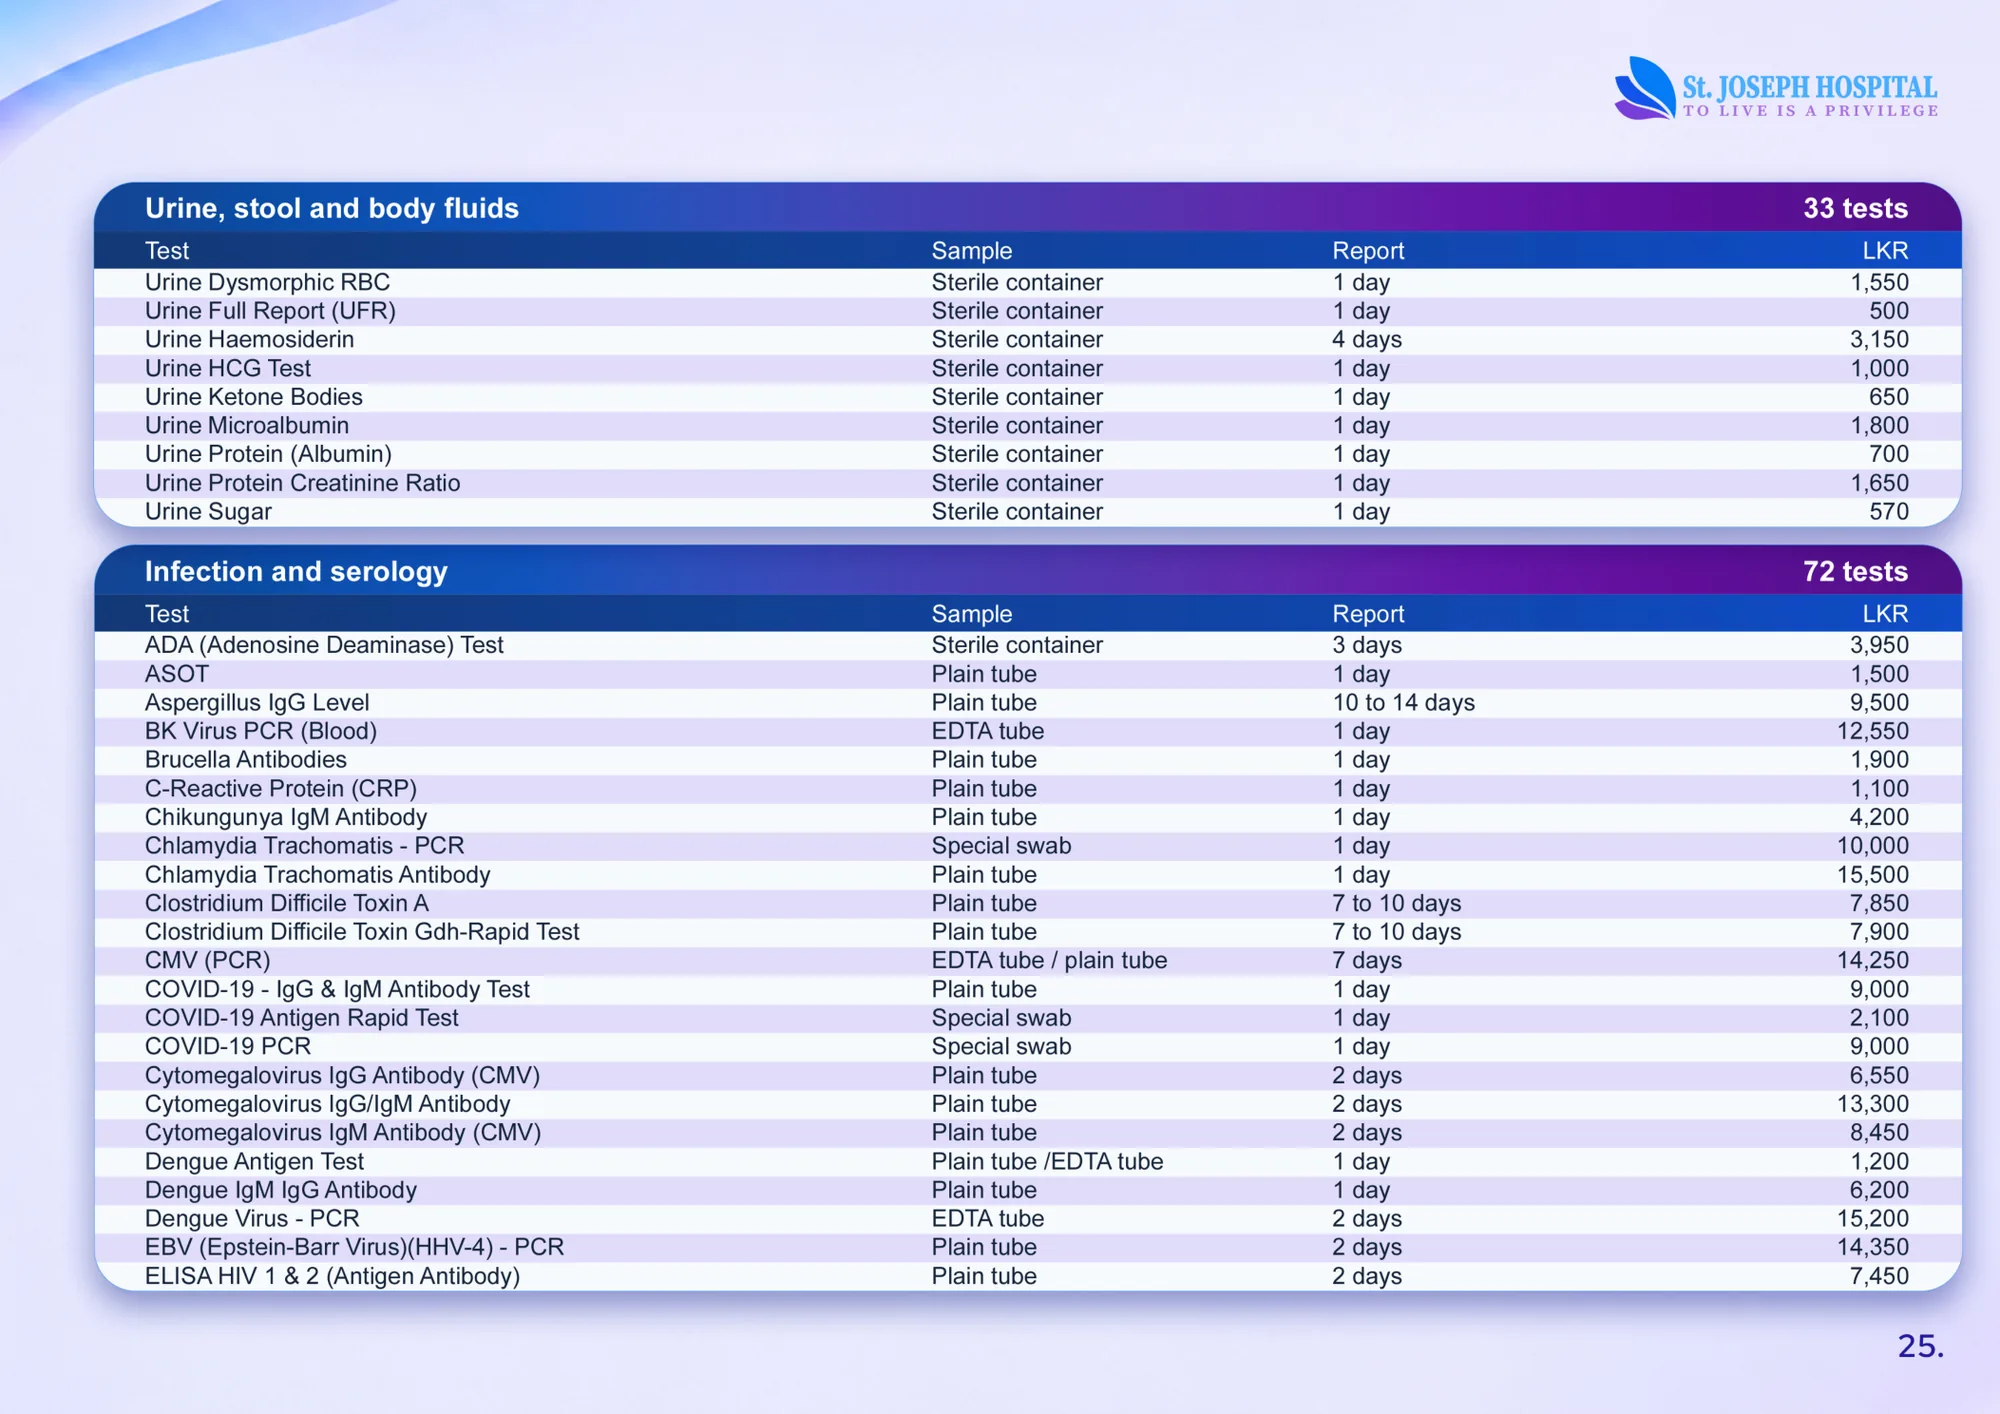 St. JOSEPH HOSPITAL
TO LIVE IS A PRIVILEGE
Urine, stool and body fluids 33 tests
Test Sample Report LKR
Urine Dysmorphic RBC Sterile container 1 day 1,550
Urine Full Report (UFR) Sterile container 1 day 500
Urine Haemosiderin Sterile container 4 days 3,150
Urine HCG Test Sterile container 1 day 1,000
Urine Ketone Bodies Sterile container 1 day 650
Urine Microalbumin Sterile container 1 day 1,800
Urine Protein (Albumin) Sterile container 1 day 700
Urine Protein Creatinine Ratio Sterile container 1 day 1,650
Urine Sugar Sterile container 1 day 570
Infection and serology 72 tests
Test Sample Report LKR
ADA (Adenosine Deaminase) Test Sterile container 3 days 3,950
ASOT Plain tube 1 day 1,500
Aspergillus IgG Level Plain tube 10 to 14 days 9,500
BK Virus PCR (Blood) EDTA tube 1 day 12,550
Brucella Antibodies Plain tube 1 day 1,900
C-Reactive Protein (CRP) Plain tube 1 day 1,100
Chikungunya IgM Antibody Plain tube 1 day 4,200
Chlamydia Trachomatis - PCR Special swab 1 day 10,000
Chlamydia Trachomatis Antibody Plain tube 1 day 15,500
Clostridium Difficile Toxin A Plain tube 7 to 10 days 7,850
Clostridium Difficile Toxin Gdh-Rapid Test Plain tube 7 to 10 days 7,900
CMV (PCR) EDTA tube / plain tube 7 days 14,250
COVID-19 - IgG & IgM Antibody Test Plain tube 1 day 9,000
COVID-19 Antigen Rapid Test Special swab 1 day 2,100
COVID-19 PCR Special swab 1 day 9,000
Cytomegalovirus IgG Antibody (CMV) Plain tube 2 days 6,550
Cytomegalovirus IgG/IgM Antibody Plain tube 2 days 13,300
Cytomegalovirus IgM Antibody (CMV) Plain tube 2 days 8,450
Dengue Antigen Test Plain tube /EDTA tube 1 day 1,200
Dengue IgM IgG Antibody Plain tube 1 day 6,200
Dengue Virus - PCR EDTA tube 2 days 15,200
EBV (Epstein-Barr Virus)(HHV-4) - PCR Plain tube 2 days 14,350
ELISA HIV 1 & 2 (Antigen Antibody) Plain tube 2 days 7,450
25.